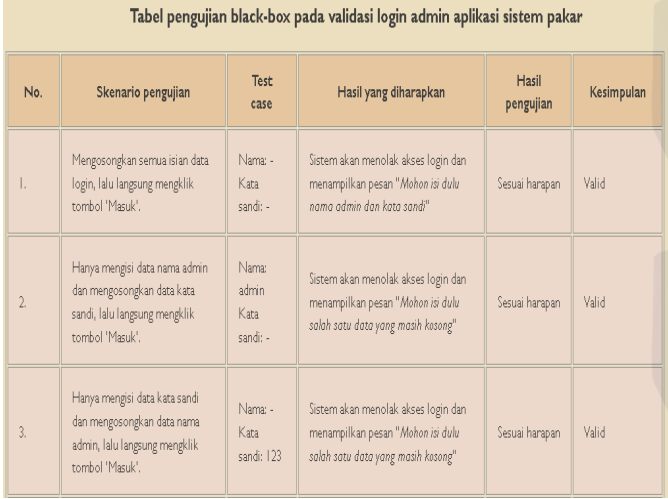 Tabel pengujian black-box pada validasi login admin aplikasi sistem pakar
No.
Skenario pengujian
Test
case
Hasil yang diharapkan
Hasil
pengujian
Kesimpulan
1.
Mengosongkan semua isian data
login, lalu langsung mengklik
tombol 'Masuk'.
Nama: -
Kata
sandi: -
Sistem akan menolak akses login dan
menampilkan pesan "Mohon isi dulu
nama admin dan kata sandi"
Sesuai harapan
Valid
2.
Hanya mengisi data nama admin
dan mengosongkan data kata
sandi, lalu langsung mengklik
tombol 'Masuk'.
Nama:
admin
Kata
sandi: -
Sistem akan menolak akses login dan
menampilkan pesan "Mohon isi dulu
salah satu data yang masih kosong"
Sesuai harapan
Valid
3.
Hanya mengisi data kata sandi
dan mengosongkan data nama
admin, lalu langsung mengklik
tombol 'Masuk'.
Nama: -
Kata
sandi: 123
Sistem akan menolak akses login dan
menampilkan pesan "Mohon isi dulu
salah satu data yang masih kosong"
Sesuai harapan
Valid